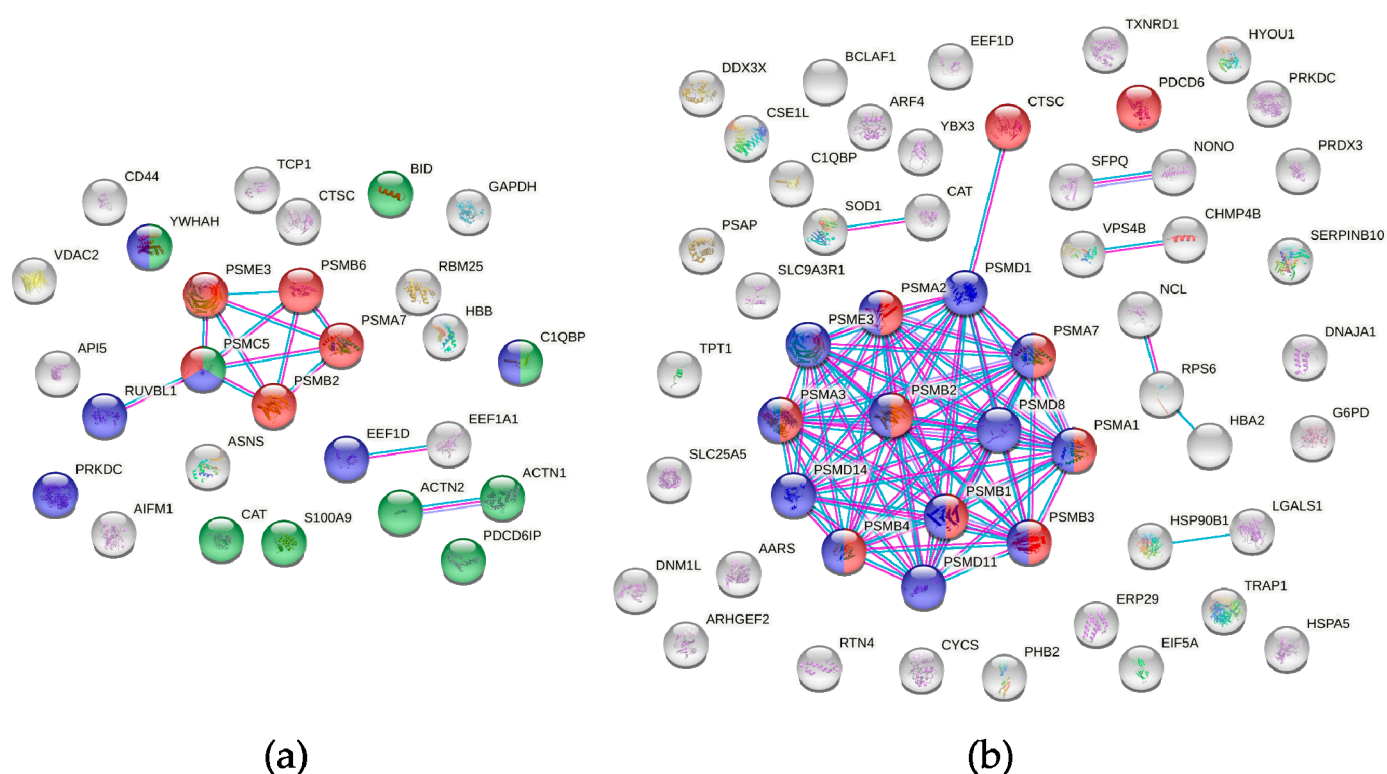 CD44
TCP1
CTSC
BID
GAPDH
YWHAH
VDAC2
PSME3
PSMB6
RBM25
HBB
PSMA7
C1QBP
API5
PSMC5
PSMB2
RUVBL1
ASNS
EEF1D
EEF1A1
PRKDC
ACTN2
ACTN1
AIFM1
CAT
S100A9
PDCD6IP
(a)
DDX3X
BCLAF1
EEF1D
TXNRD1
HYOU1
PDCD6
PRKDC
CSE1L
ARF4
CTSC
YBX3
C1QBP
SFPQ
NONO
PRDX3
SOD1
CAT
PSAP
VPS4B
CHMP4B
SERPINB10
SLC9A3R1
PSMA2
PSMD1
NCL
PSME3
PSMA7
DNAJA1
TPT1
RPS6
PSMA3
PSMB2
PSMD8
PSMA1
HBA2
G6PD
SLC25A5
PSMD14
PSMB1
PSMB4
PSMB3
HSP90B1
LGALS1
PSMD11
DNM1L
AARS
ARHGEF2
ERP29
TRAP1
RTN4
CYCS
PHB2
EIF5A
HSPA5
(b)